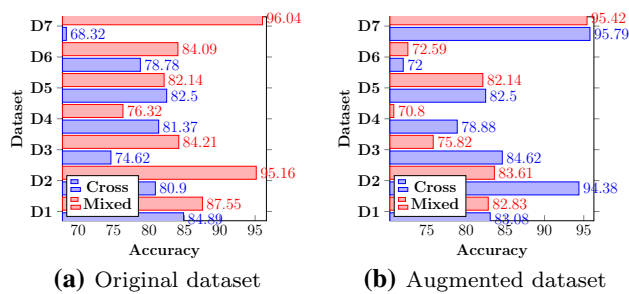 D7
96.04
68.32
D6
84.09
78.78
D5
82.14
82.5
D4
76.32
81.37
D3
84.21
74.62
D2
95.16
80.9
D1
87.55
84.89
Dataset
Cross
Mixed
70 75 80 85 90 95
Accuracy
(a) Original dataset
D7
95.42
95.79
D6
72.59
72
D5
82.14
82.5
D4
70.8
78.88
D3
75.82
84.62
D2
83.61
94.38
D1
82.83
83.08
Dataset
Cross
Mixed
75 80 85 90 95
Accuracy
(b) Augmented dataset